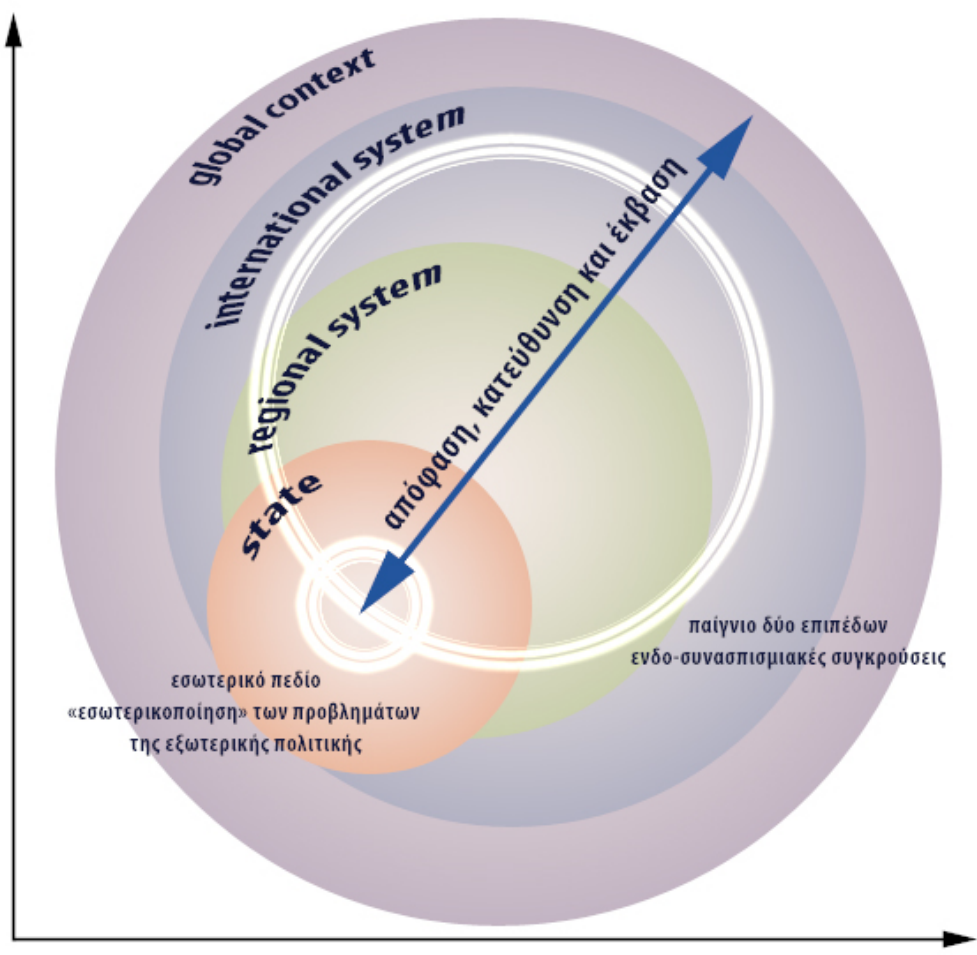 global context
international system
regional system
state
απόφαση, κατεύθυνση και έκβαση
παίγνιο δύο επιπέδων
ενδο-συνασπισμιακές συγκρούσεις
εσωτερικό πεδίο
«εσωτερικοποίηση» των προβλημάτων
της εξωτερικής πολιτικής